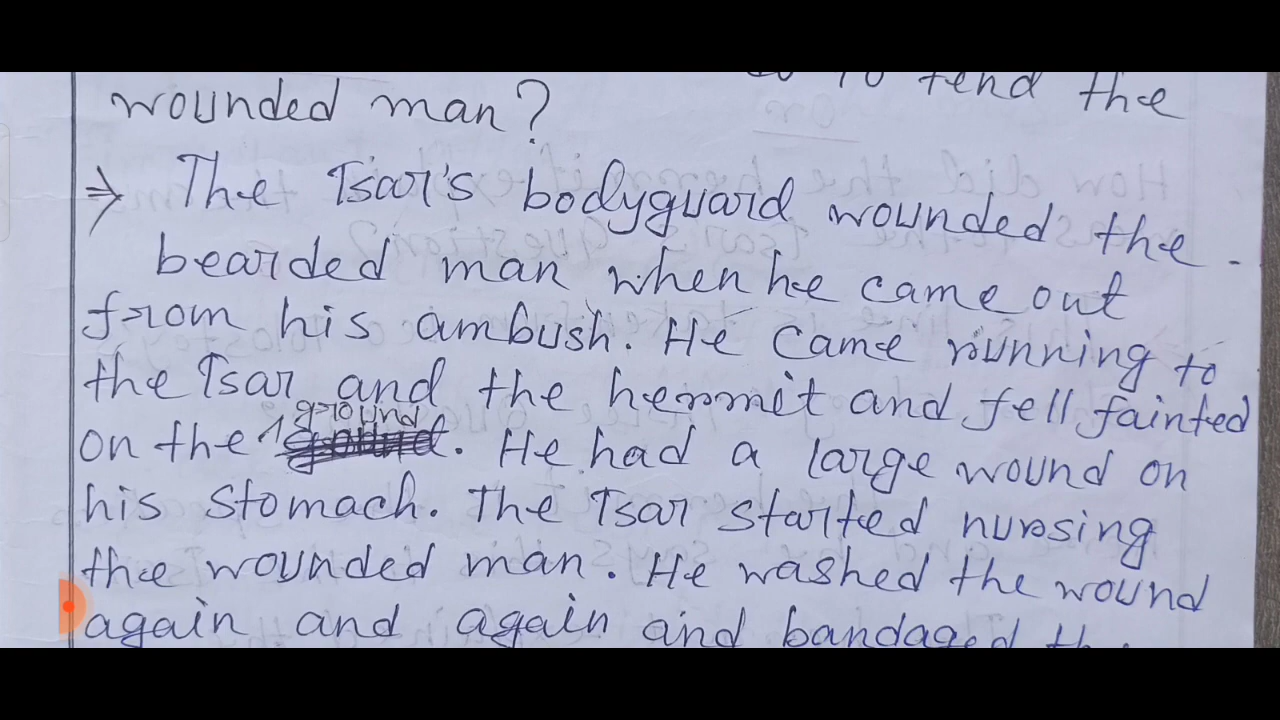 to tend the
wounded man?
⇒ The Tsar's bodyguard wounded the
bearded man when he came out
from his ambush. He came running to
the Tsar and the hermit and fell fainted
on the ground. He had a large wound on
his stomach. The Tsar started nursing
the wounded man. He washed the wound
again and again and bandaged